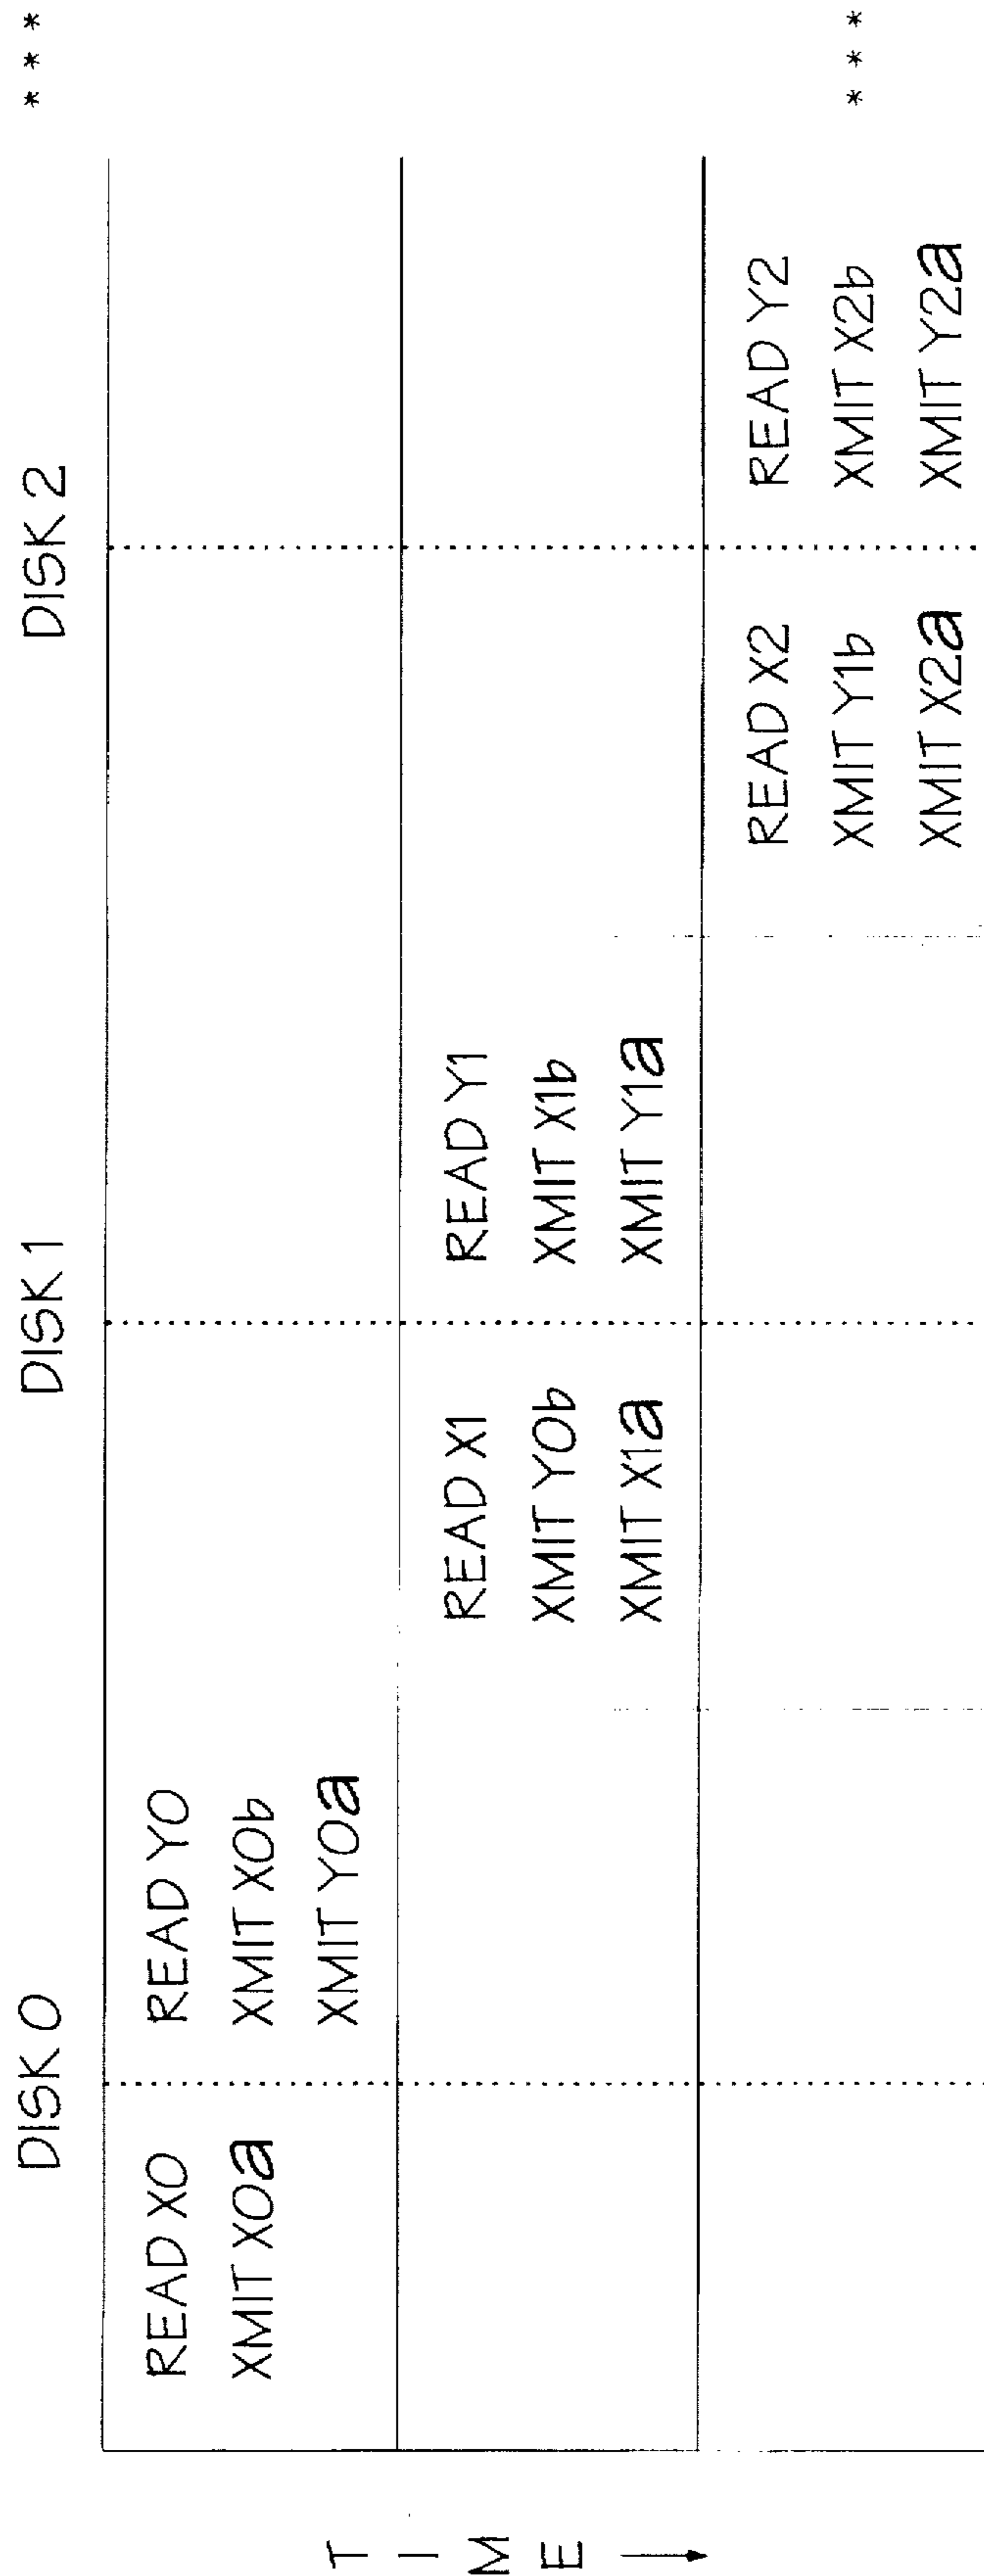 DISK 0 DISK 1 DISK 2 * * *
READ X0 READ Y0
XMIT X0a XMIT X0b
XMIT Y0a
READ X1 READ Y1
XMIT Y0b XMIT X1b
XMIT X1a XMIT Y1a
READ X2 READ Y2
XMIT Y1b XMIT X2b * * *
XMIT X2a XMIT Y2a
TIME